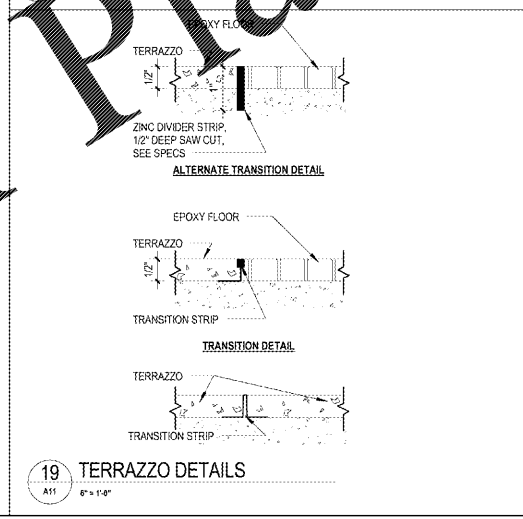 EPOXY FLOOR
TERRAZZO
1/2"
ZINC DIVIDER STRIP,
1/2" DEEP SAW CUT,
SEE SPECS
ALTERNATE TRANSITION DETAIL
EPOXY FLOOR
TERRAZZO
1/2"
TRANSITION STRIP
TRANSITION DETAIL
TERRAZZO
TRANSITION STRIP
19
A11
TERRAZZO DETAILS
6" = 1'-0"